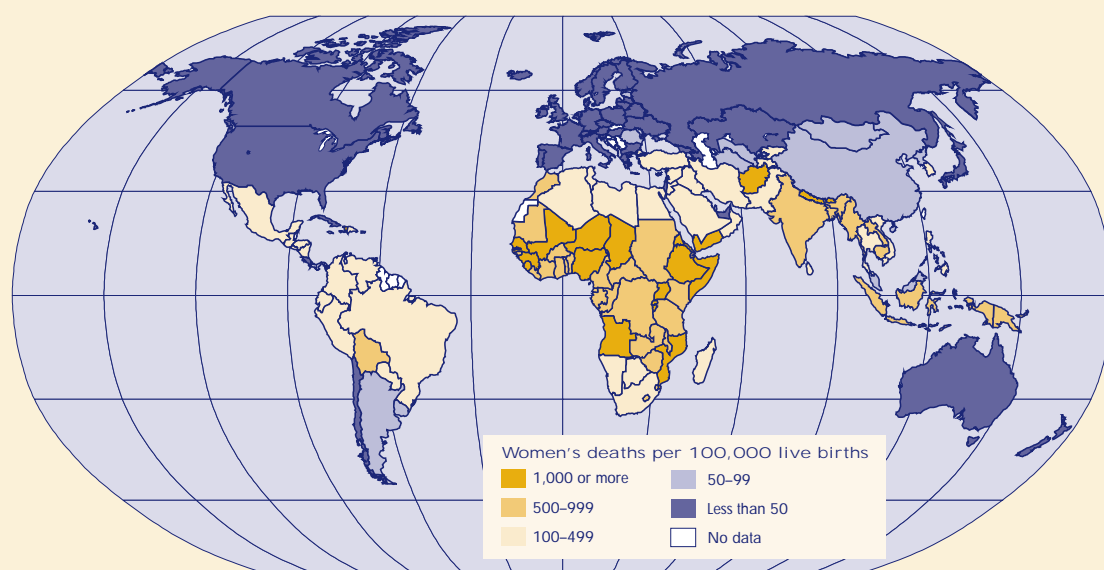 Women's deaths per 100,000 live births
1,000 or more
500–999
100–499
50–99
Less than 50
No data